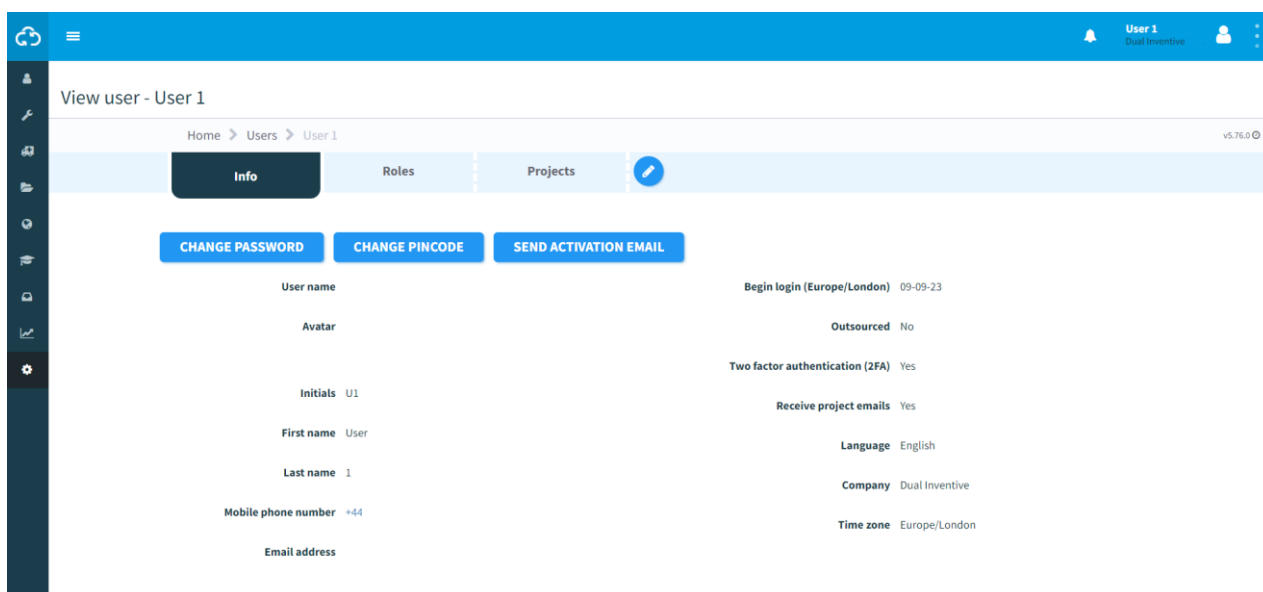 User 1
Dual Inventive
View user - User 1
Home Users User 1
v5.76.0
Info Roles Projects
CHANGE PASSWORD CHANGE PINCODE SEND ACTIVATION EMAIL
User name
Avatar
Initials U1
First name User
Last name 1
Mobile phone number +44
Email address
Begin login (Europe/London) 09-09-23
Outsourced No
Two factor authentication (2FA) Yes
Receive project emails Yes
Language English
Company Dual Inventive
Time zone Europe/London